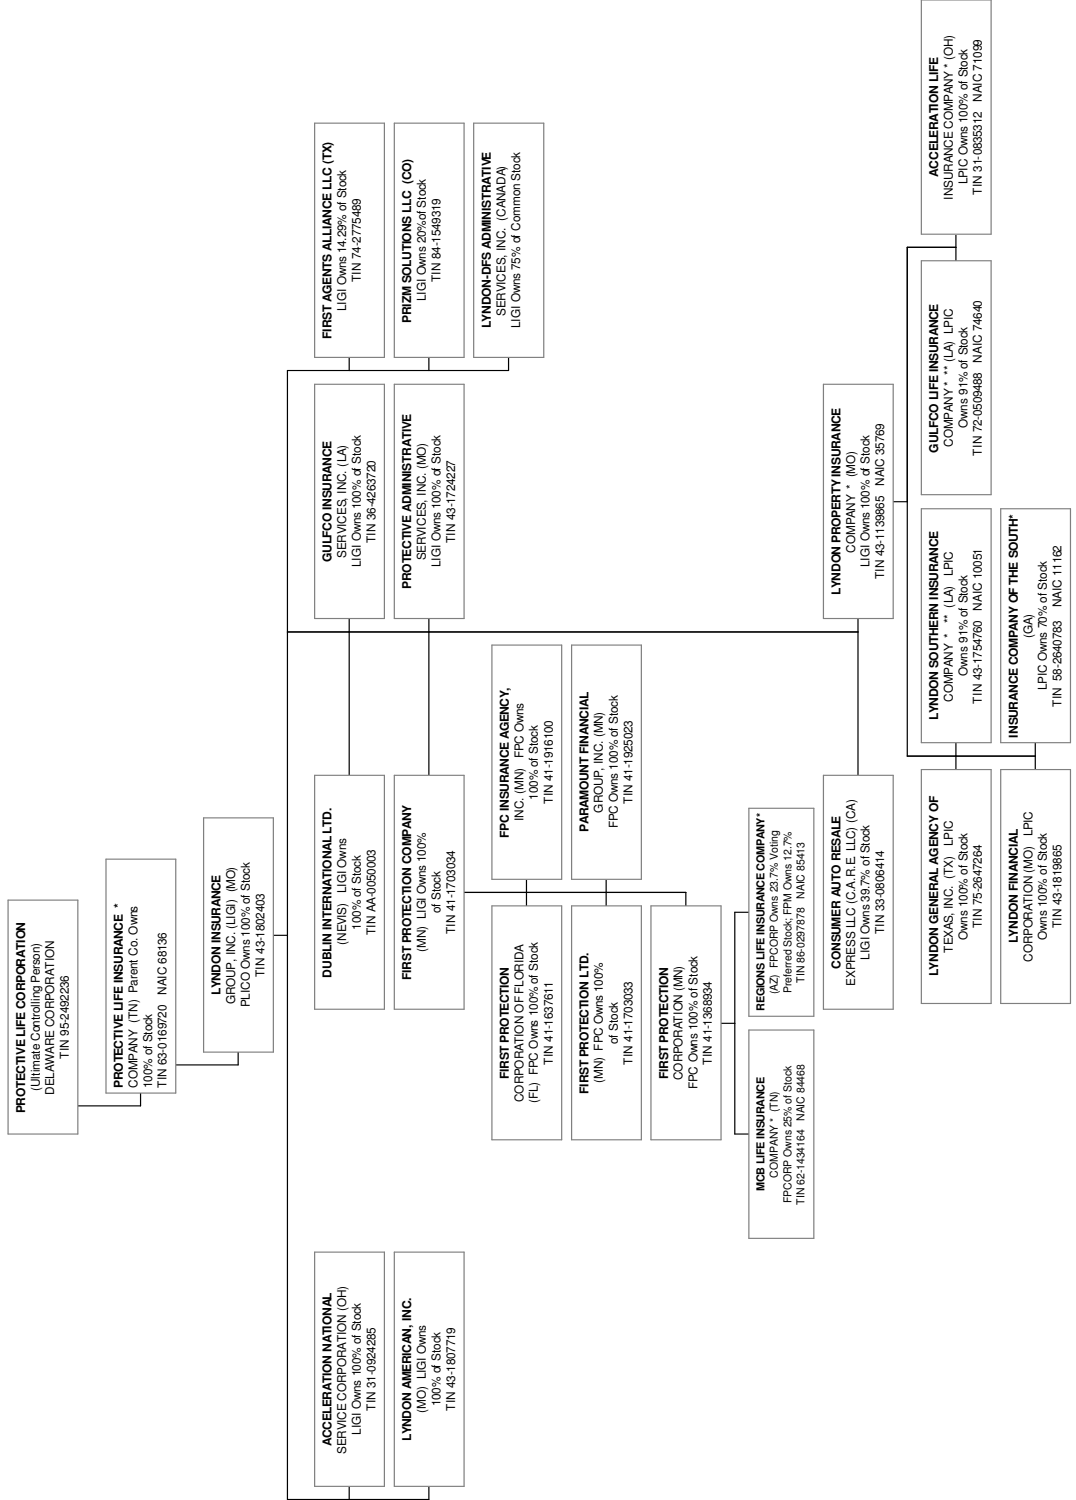 PROTECTIVE LIFE CORPORATION
(Ultimate Controlling Person)
DELAWARE CORPORATION
TIN 95-2492236
PROTECTIVE LIFE INSURANCE *
COMPANY (TN) Parent Co. Owns
100% of Stock
TIN 63-0169720 NAIC 68136
LYNDON INSURANCE
GROUP, INC. (LIGI) (MO)
PLICO Owns 100% of Stock
TIN 43-1802403
ACCELERATION NATIONAL
SERVICE CORPORATION (OH)
LIGI Owns 100% of Stock
TIN 31-0924285
LYNDON AMERICAN, INC.
(MO) LIGI Owns
100% of Stock
TIN 43-1807719
DUBLIN INTERNATIONAL LTD.
(NEVIS) LIGI Owns
100% of Stock
TIN AA-0050003
FIRST PROTECTION COMPANY
(MN) LIGI Owns 100%
of Stock
TIN 41-1703034
GULFCO INSURANCE
SERVICES, INC. (LA)
LIGI Owns 100% of Stock
TIN 36-4263720
PROTECTIVE ADMINISTRATIVE
SERVICES, INC. (MO)
LIGI Owns 100% of Stock
TIN 43-1724227
FIRST AGENTS ALLIANCE LLC (TX)
LIGI Owns 14.29% of Stock
TIN 74-2775489
PRIZM SOLUTIONS LLC (CO)
LIGI Owns 20%of Stock
TIN 84-1549319
LYNDON-DFS ADMINISTRATIVE
SERVICES, INC. (CANADA)
LIGI Owns 75% of Common Stock
FIRST PROTECTION
CORPORATION OF FLORIDA
(FL) FPC Owns 100% of Stock
TIN 41-1637611
FIRST PROTECTION LTD.
(MN) FPC Owns 100%
of Stock
TIN 41-1703033
FIRST PROTECTION
CORPORATION (MN)
FPC Owns 100% of Stock
TIN 41-1368934
FPC INSURANCE AGENCY,
INC. (MN) FPC Owns
100% of Stock
TIN 41-1916100
PARAMOUNT FINANCIAL
GROUP, INC. (MN)
FPC Owns 100% of Stock
TIN 41-1925023
MCB LIFE INSURANCE
COMPANY * (TN)
FPCORP Owns 25% of Stock
TIN 62-1434164 NAIC 84468
REGIONS LIFE INSURANCE COMPANY*
(AZ) FPCORP Owns 23.7% Voting
Preferred Stock; FPM Owns 12.7%
TIN 86-0297878 NAIC 85413
CONSUMER AUTO RESALE
EXPRESS LLC (C.A.R.E. LLC) (CA)
LIGI Owns 39.7% of Stock
TIN 33-0806414
LYNDON PROPERTY INSURANCE
COMPANY * (MO)
LIGI Owns 100% of Stock
TIN 43-1139865 NAIC 35769
LYNDON GENERAL AGENCY OF
TEXAS, INC. (TX) LPIC
Owns 100% of Stock
TIN 75-2647264
LYNDON FINANCIAL
CORPORATION (MO) LPIC
Owns 100% of Stock
TIN 43-1819865
LYNDON SOUTHERN INSURANCE
COMPANY * ** (LA) LPIC
Owns 91% of Stock
TIN 43-1754760 NAIC 10051
INSURANCE COMPANY OF THE SOUTH*
(GA)
LPIC Owns 70% of Stock
TIN 58-2640783 NAIC 11162
GULFCO LIFE INSURANCE
COMPANY * ** (LA) LPIC
Owns 91% of Stock
TIN 72-0509488 NAIC 74640
ACCELERATION LIFE
INSURANCE COMPANY * (OH)
LPIC Owns 100% of Stock
TIN 31-0835312 NAIC 71099